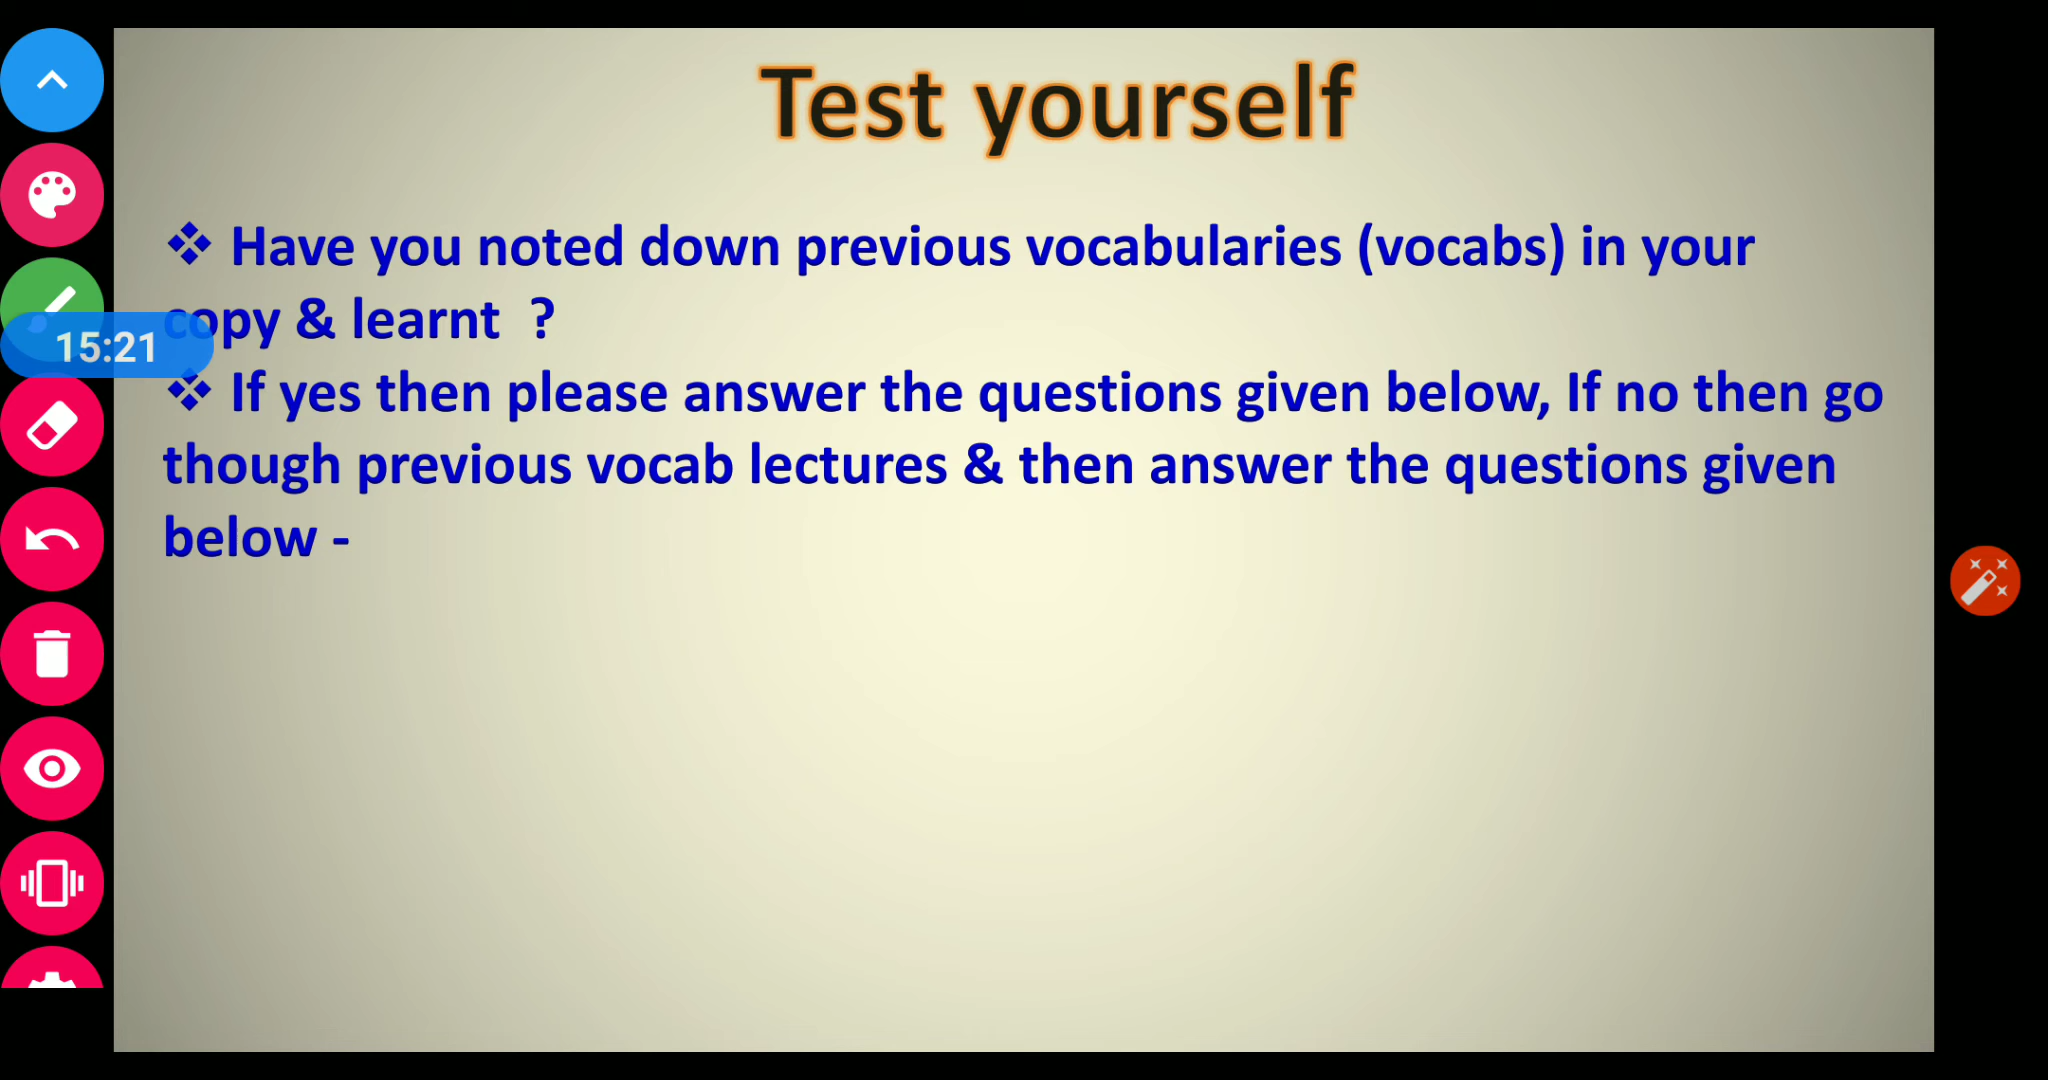 Test yourself
❖ Have you noted down previous vocabularies (vocabs) in your
copy & learnt ?
15:21
❖ If yes then please answer the questions given below, If no then go
though previous vocab lectures & then answer the questions given
below -